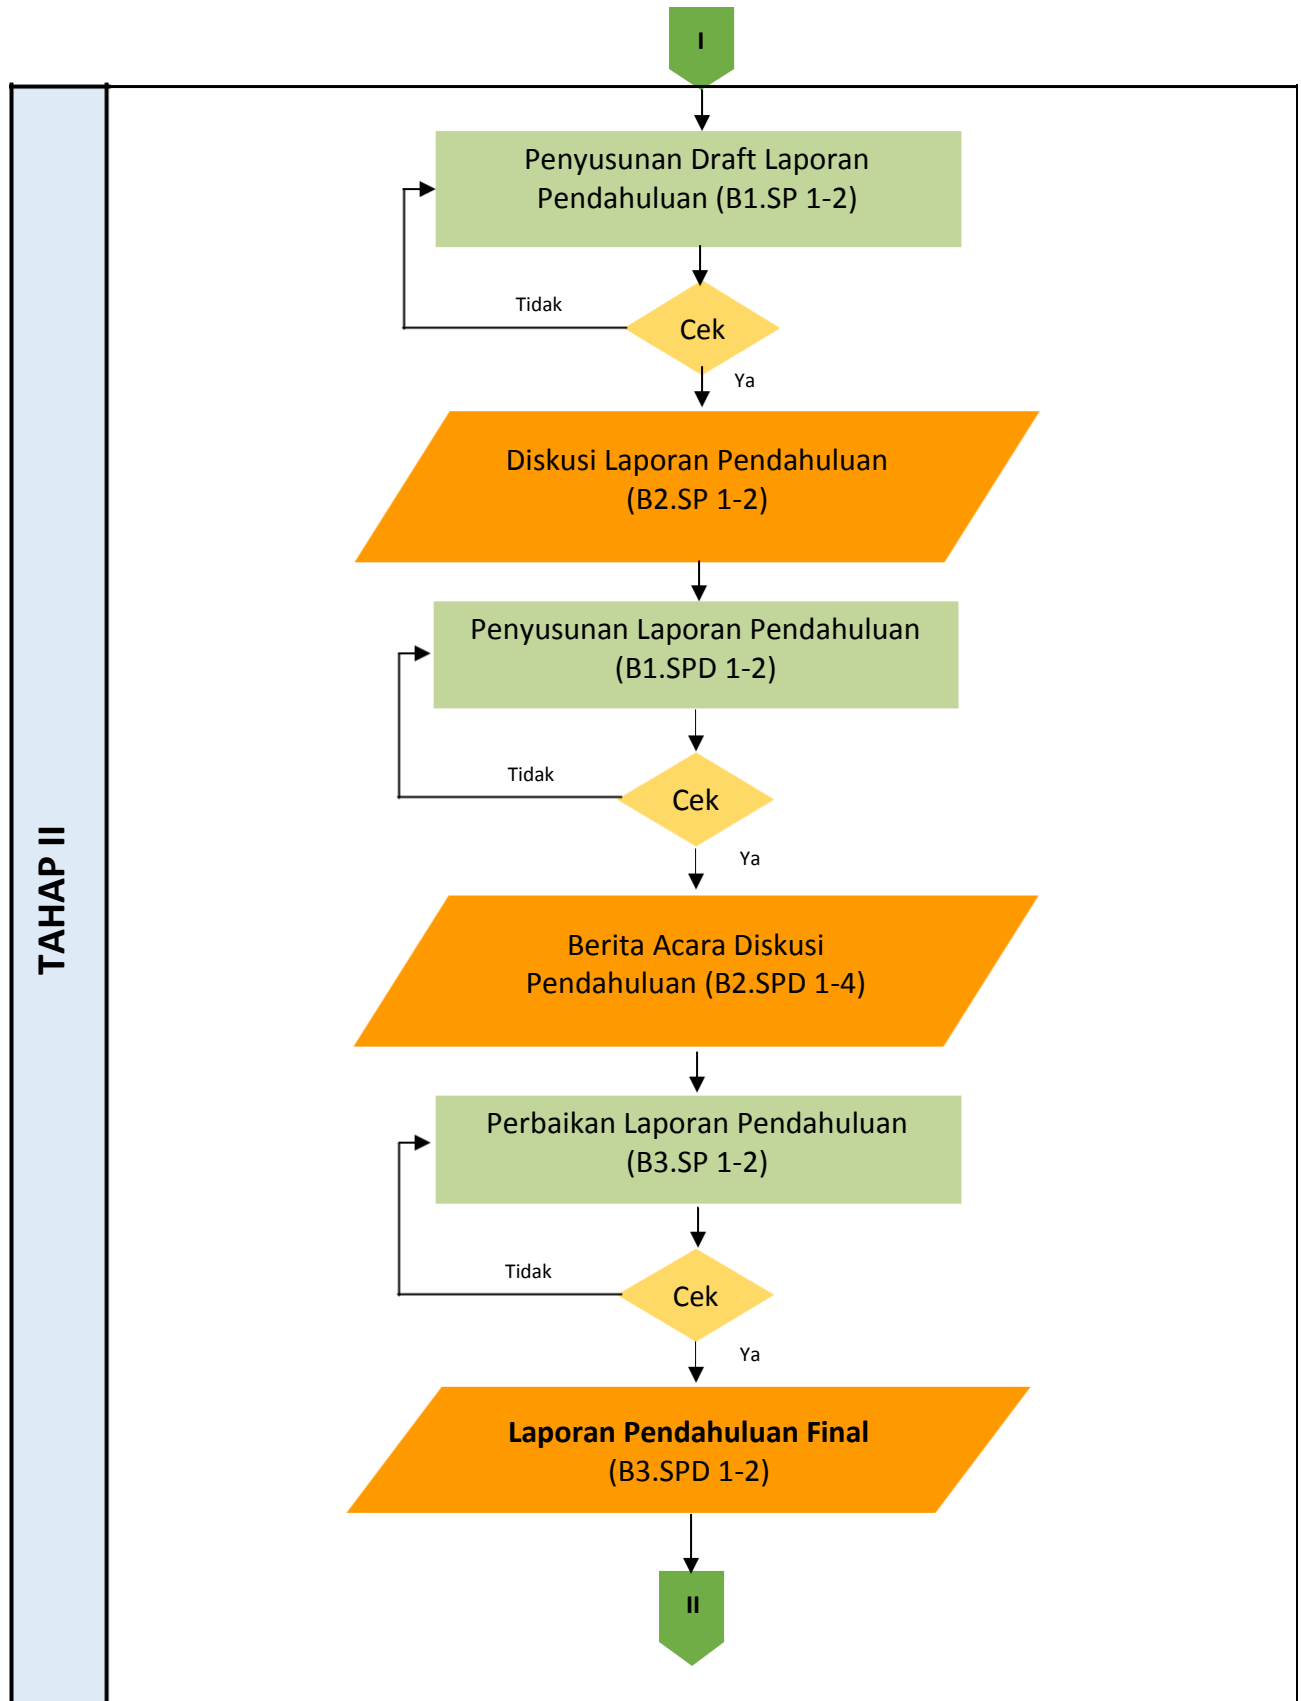 I
TAHAP II
Penyusunan Draft Laporan
Pendahuluan (B1.SP 1-2)
Tidak
Cek
Ya
Diskusi Laporan Pendahuluan
(B2.SP 1-2)
Penyusunan Laporan Pendahuluan
(B1.SPD 1-2)
Tidak
Cek
Ya
Berita Acara Diskusi
Pendahuluan (B2.SPD 1-4)
Perbaikan Laporan Pendahuluan
(B3.SP 1-2)
Tidak
Cek
Ya
Laporan Pendahuluan Final
(B3.SPD 1-2)
II